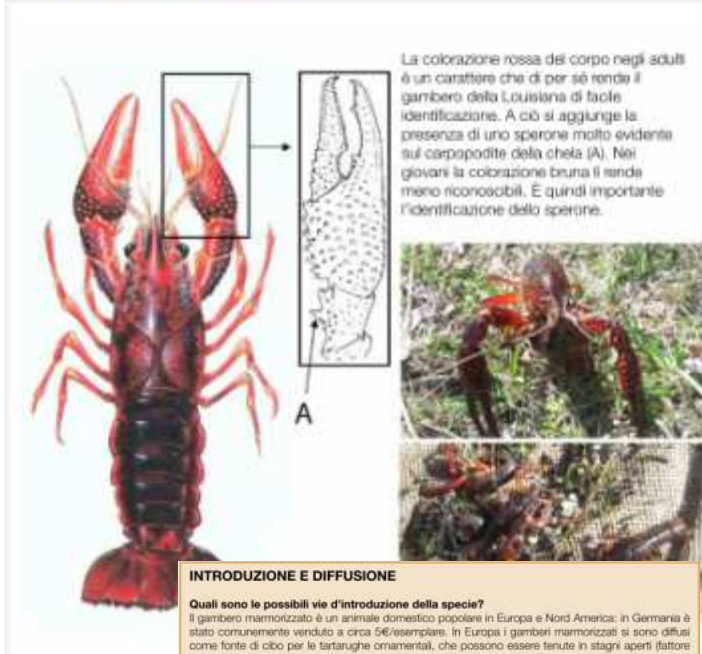 La colorazione rossa del corpo negli adulti
è un carattere che di per sé rende il
gambero della Louisiana di facile
identificazione. A ciò si aggiunge la
presenza di uno sperone molto evidente
sul carpopodite della chela (A). Nei
giovani la colorazione bruna li rende
meno riconoscibili. È quindi importante
l'identificazione dello sperone.
A
INTRODUZIONE E DIFFUSIONE
Quali sono le possibili vie d'introduzione della specie?
Il gambero marmorizzato è un animale domestico popolare in Europa e Nord America: in Germania è
stato comunemente venduto a circa 5€/esemplare. In Europa i gamberi marmorizzati si sono diffusi
come fonte di cibo per le tartarughe ornamentali, che possono essere tenute in stagni aperti (fattore